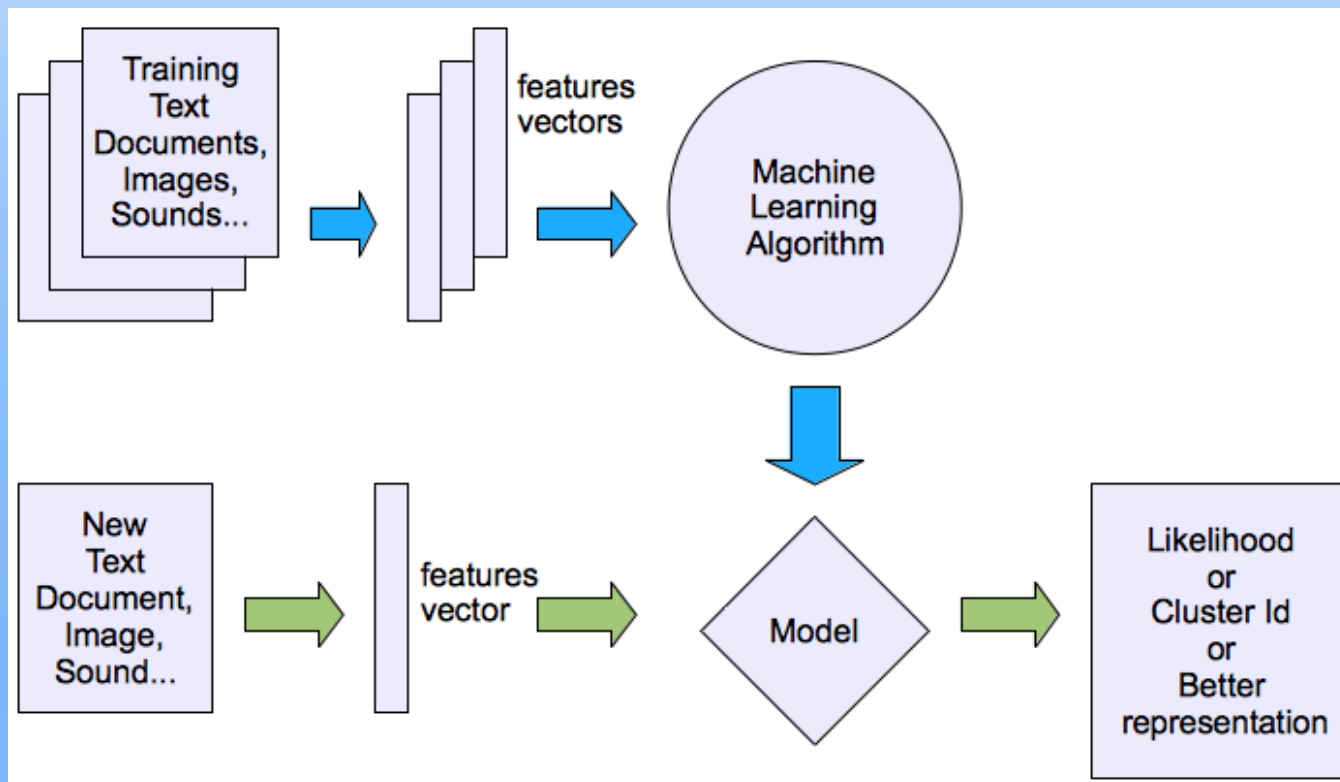 Training
Text
Documents,
Images,
Sounds...
features
vectors
Machine
Learning
Algorithm
New
Text
Document,
Image,
Sound...
features
vector
Model
Likelihood
or
Cluster Id
or
Better
representation